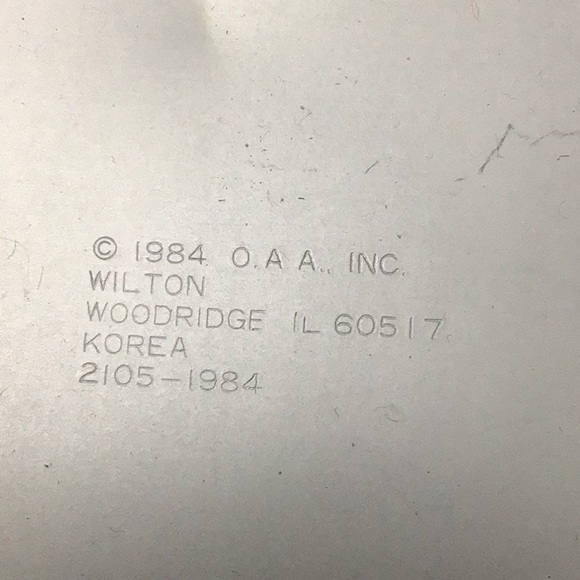 © 1984 O.A A., INC.
WILTON
WOODRIDGE IL 60517
KOREA
2105-1984